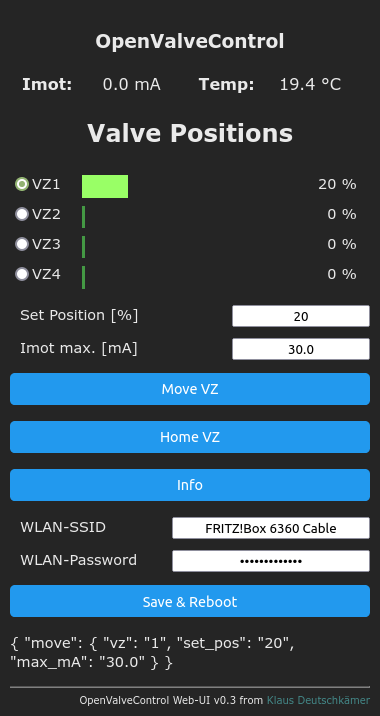 OpenValveControl
Imot: 0.0 mA Temp: 19.4 °C
Valve Positions
VZ1 20 %
VZ2 0 %
VZ3 0 %
VZ4 0 %
Set Position [%] 20
Imot max. [mA] 30.0
Move VZ
Home VZ
Info
WLAN-SSID FRITZ!Box 6360 Cable
WLAN-Password •••••••••••••
Save & Reboot
{ "move": { "vz": "1", "set_pos": "20",
"max_mA": "30.0" } }
OpenValveControl Web-UI v0.3 from Klaus Deutschkämer